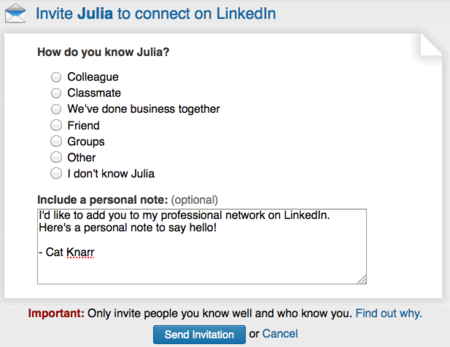 Invite Julia to connect on LinkedIn
How do you know Julia?
Colleague
Classmate
We've done business together
Friend
Groups
Other
I don't know Julia
Include a personal note: (optional)
I'd like to add you to my professional network on LinkedIn.
Here's a personal note to say hello!
- Cat Knarr
Important: Only invite people you know well and who know you. Find out why.
Send Invitation or Cancel